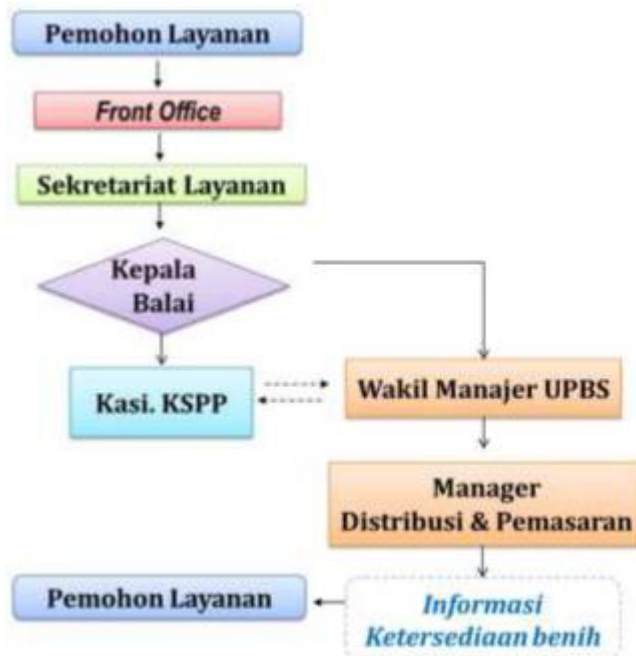 Pemohon Layanan
Front Office
Sekretariat Layanan
Kepala
Balai
Kasi. KSPP
Wakil Manajer UPBS
Manager
Distribusi & Pemasaran
Pemohon Layanan
Informasi
Ketersediaan benih